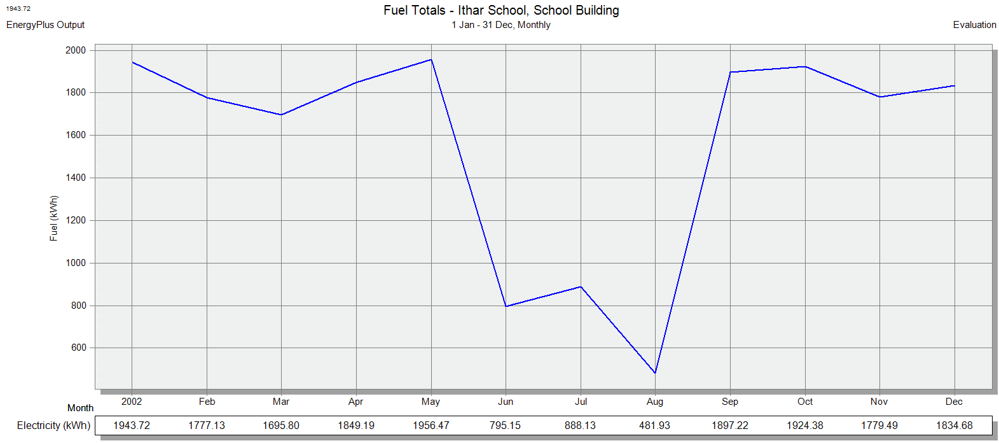 1943.72
Fuel Totals - Ithar School, School Building
EnergyPlus Output
1 Jan - 31 Dec, Monthly
Evaluation
2000
1800
1600
1400
1200
1000
800
600
Fuel (kWh)
Month
2002 Feb Mar Apr May Jun Jul Aug Sep Oct Nov Dec
Electricity (kWh) 1943.72 1777.13 1695.80 1849.19 1956.47 795.15 888.13 481.93 1897.22 1924.38 1779.49 1834.68